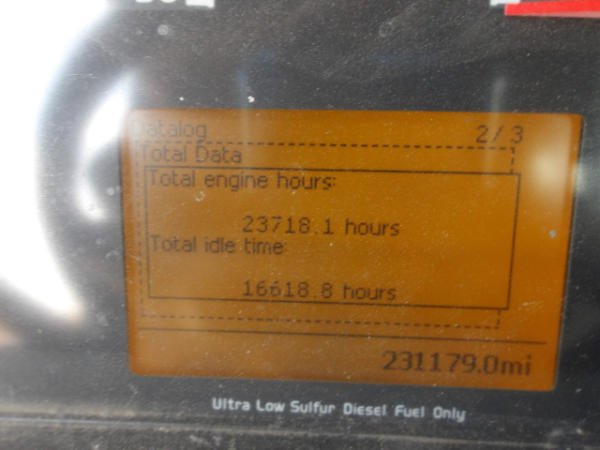 Datalog 2/3
Total Data
Total engine hours:
23718.1 hours
Total idle time:
16618.8 hours
231179.0mi
Ultra Low Sulfur Diesel Fuel Only